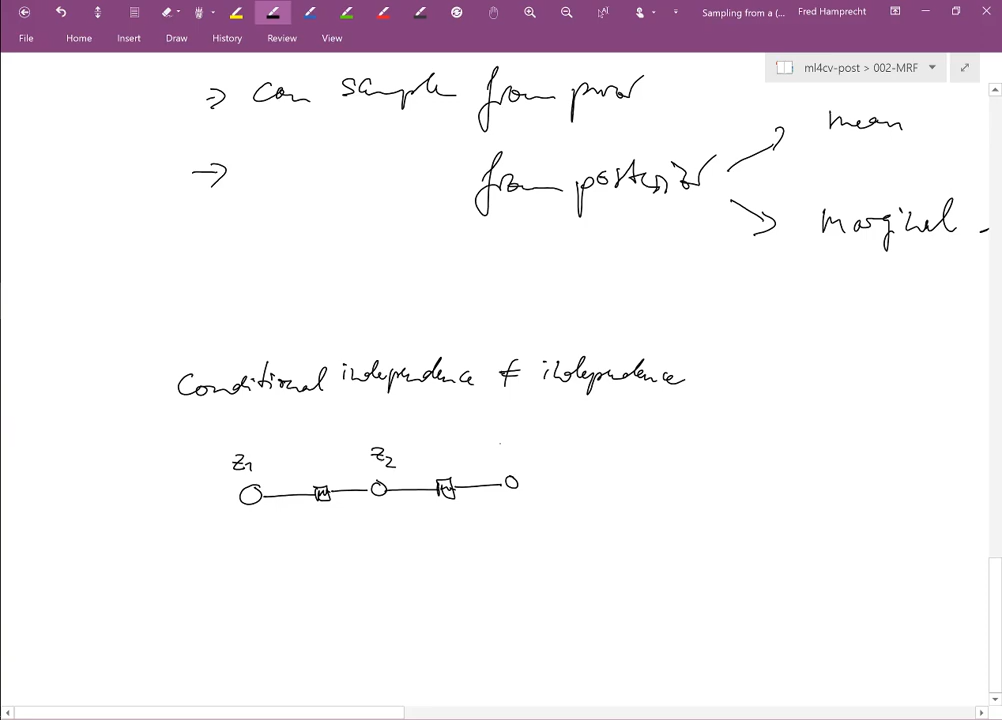 Sampling from a (...
Fred Hamprecht
File Home Insert Draw History Review View
ml4cv-post > 002-MRF
⇒ can sample from prior
mean
→ from posterior
marginal
Conditional independence ≠ independence
Z1 Z2